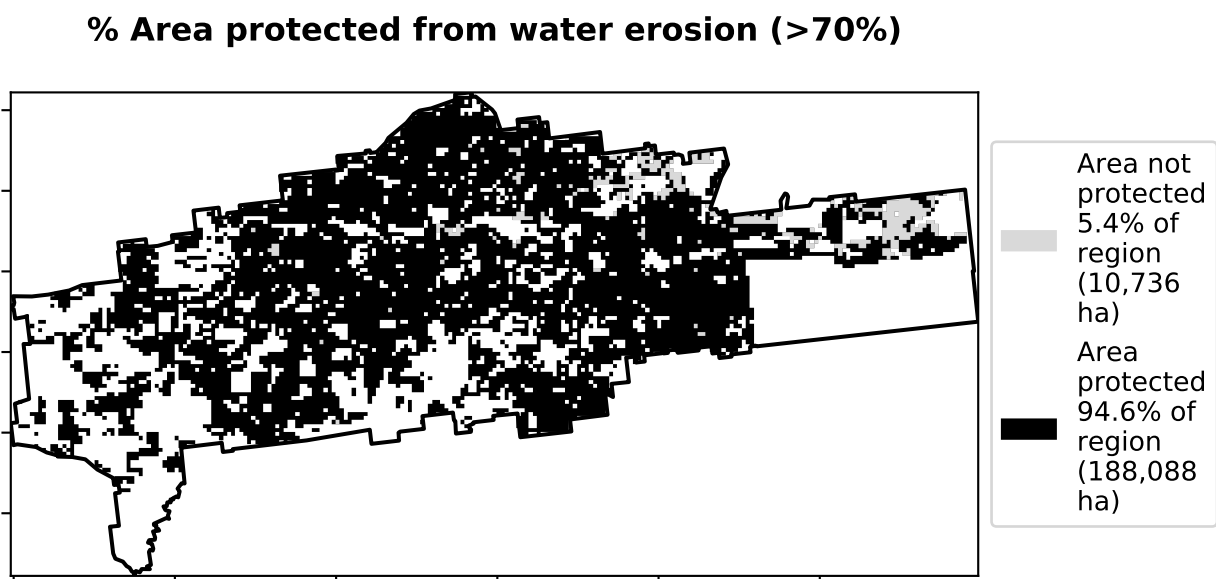 % Area protected from water erosion (>70%)
Area not
protected
5.4% of
region
(10,736
ha)
Area
protected
94.6% of
region
(188,088
ha)